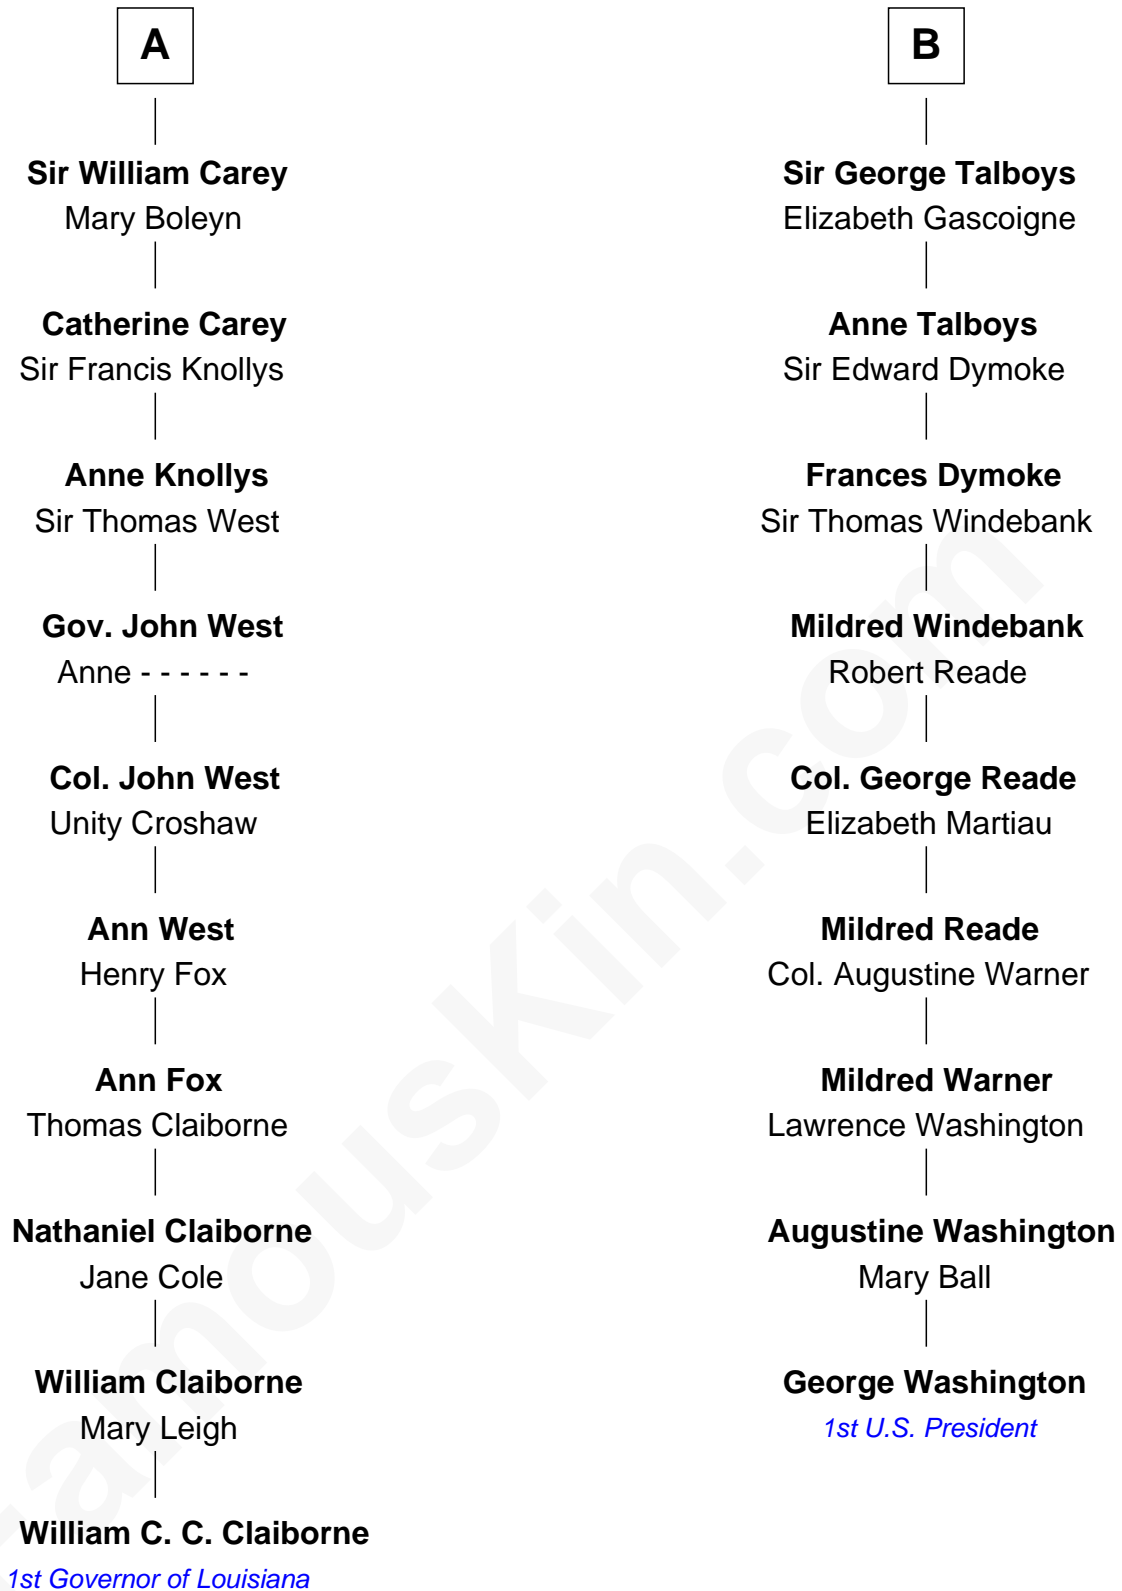 A
Sir William Carey
Mary Boleyn
Catherine Carey
Sir Francis Knollys
Anne Knollys
Sir Thomas West
Gov. John West
Anne - - - - - -
Col. John West
Unity Croshaw
Ann West
Henry Fox
Ann Fox
Thomas Claiborne
Nathaniel Claiborne
Jane Cole
William Claiborne
Mary Leigh
William C. C. Claiborne
1st Governor of Louisiana
B
Sir George Talboys
Elizabeth Gascoigne
Anne Talboys
Sir Edward Dymoke
Frances Dymoke
Sir Thomas Windebank
Mildred Windebank
Robert Reade
Col. George Reade
Elizabeth Martiau
Mildred Reade
Col. Augustine Warner
Mildred Warner
Lawrence Washington
Augustine Washington
Mary Ball
George Washington
1st U.S. President
FamousKin.com